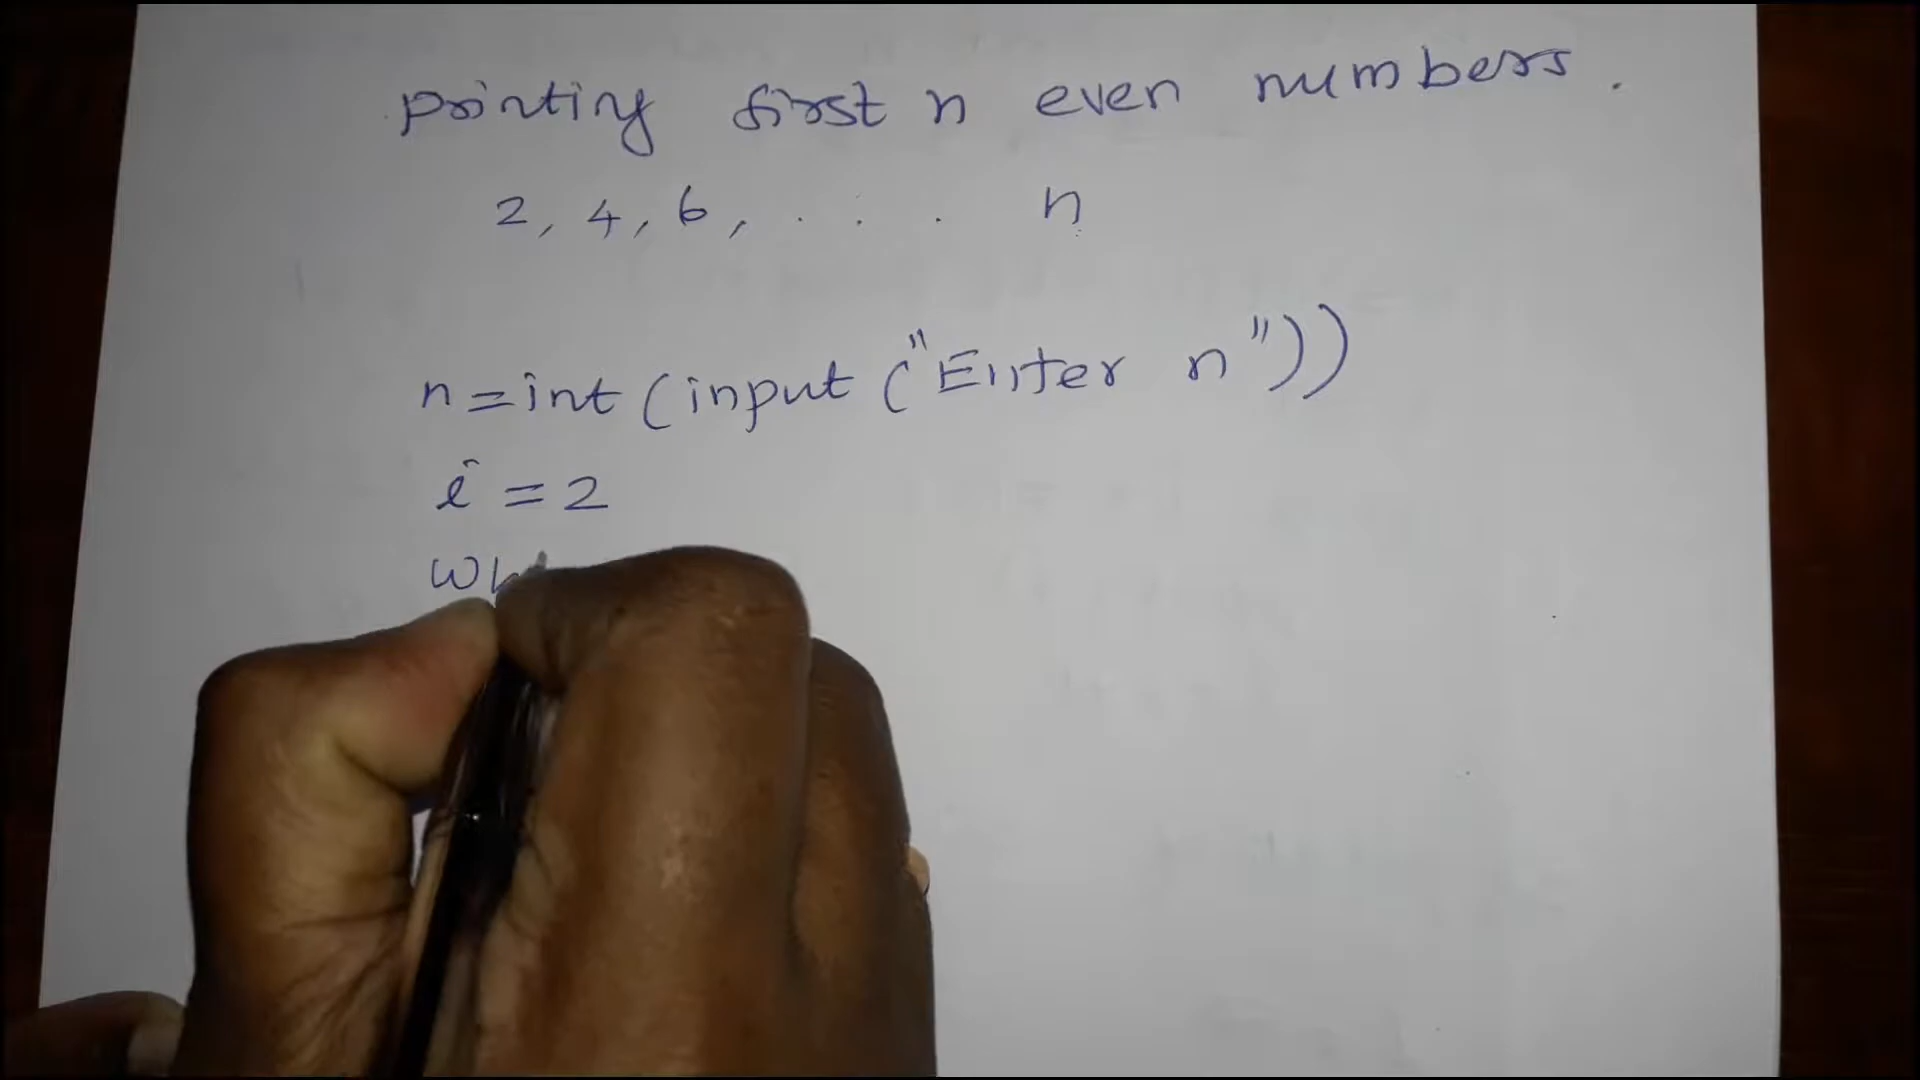 printing first n even numbers.
2, 4, 6, . . . n
n=int(input("Enter n"))
i = 2